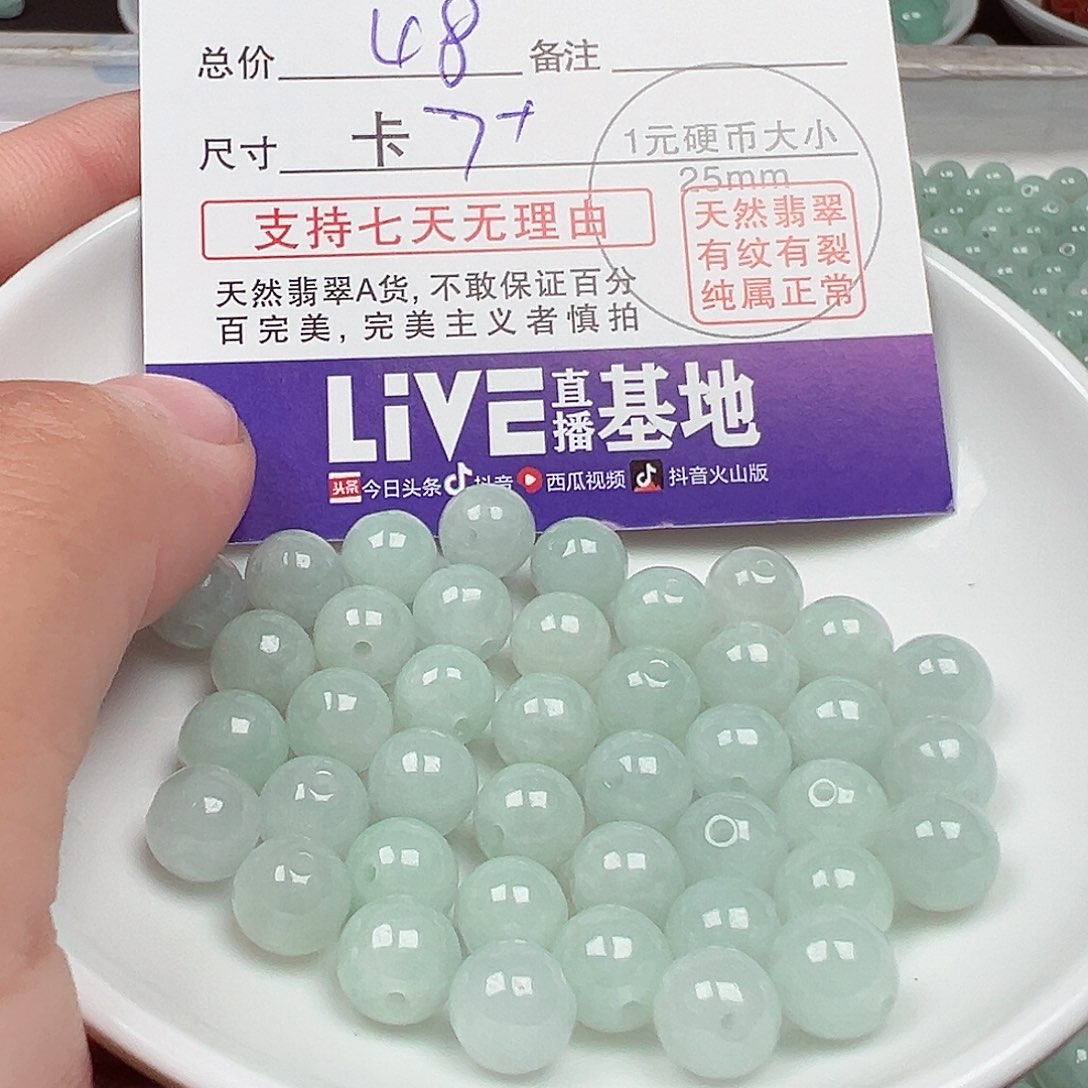 总价 48 备注
尺寸 卡 7+
1元硬币大小
25mm
支持七天无理由
天然翡翠
有纹有裂
纯属正常
天然翡翠A货,不敢保证百分
百完美,完美主义者慎拍
LiVE直播基地
头条 今日头条 抖音 西瓜视频 抖音火山版